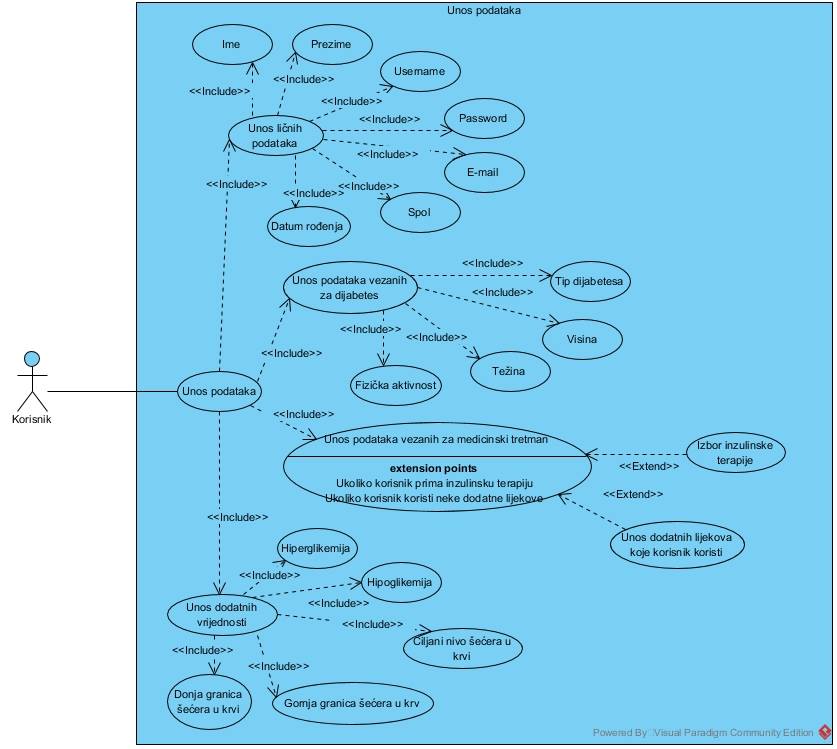 Unos podataka
Ime
Prezime
<<Include>>
<<Include>>
Username
<<Include>>
Unos ličnih
podataka
<<Include>>
Password
<<Include>>
E-mail
<<Include>>
<<Include>>
<<Include>>
Spol
Datum rođenja
Unos podataka vezanih
za dijabetes
<<Include>>
Tip dijabetesa
<<Include>>
<<Include>>
<<Include>>
Visina
<<Include>>
Težina
Fizička aktivnost
Korisnik
Unos podataka
<<Include>>
Unos podataka vezanih za medicinski tretman
extension points
Ukoliko korisnik prima inzulinsku terapiju
Ukoliko korisnik koristi neke dodatne lijekove
Izbor inzulinske
terapije
<<Extend>>
<<Extend>>
Unos dodatnih lijekova
koje korisnik koristi
<<Include>>
Hiperglikemija
<<Include>>
Hipoglikemija
<<Include>>
Unos dodatnih
vrijednosti
<<Include>>
Ciljani nivo šećera u
krvi
<<Include>>
<<Include>>
Donja granica
šećera u krvi
Gornja granica šećera u krv
Powered By Visual Paradigm Community Edition